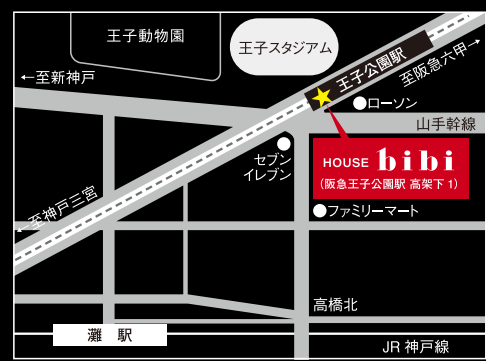 王子動物園
王子スタジアム
←至新神戸
王子公園駅
至阪急六甲→
ローソン
山手幹線
セブン
イレブン
HOUSE bibi
(阪急王子公園駅 高架下1)
←至神戸三宮
ファミリーマート
高橋北
灘 駅
JR 神戸線